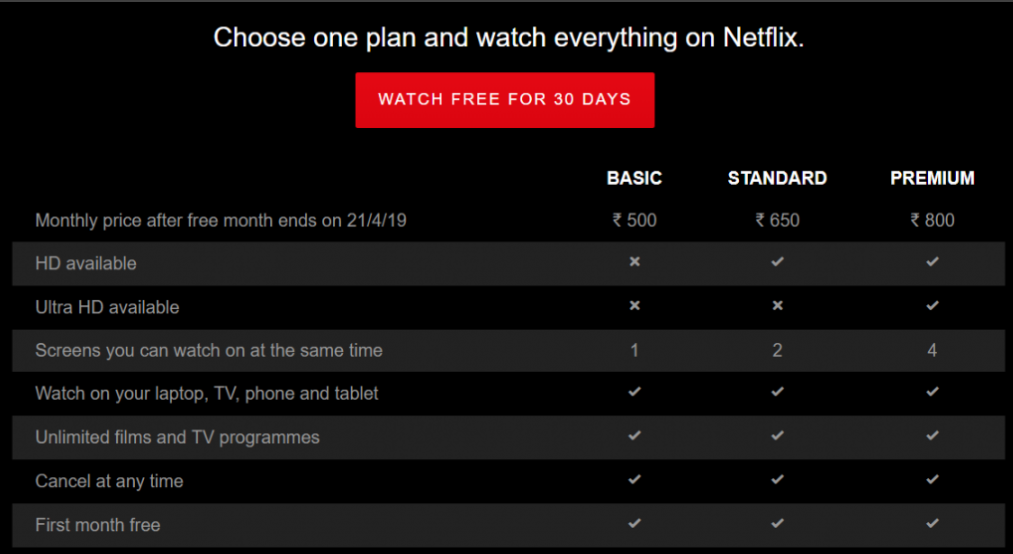 Choose one plan and watch everything on Netflix.
WATCH FREE FOR 30 DAYS
BASIC STANDARD PREMIUM
Monthly price after free month ends on 21/4/19 ₹ 500 ₹ 650 ₹ 800
HD available ✕ ✓ ✓
Ultra HD available ✕ ✕ ✓
Screens you can watch on at the same time 1 2 4
Watch on your laptop, TV, phone and tablet ✓ ✓ ✓
Unlimited films and TV programmes ✓ ✓ ✓
Cancel at any time ✓ ✓ ✓
First month free ✓ ✓ ✓